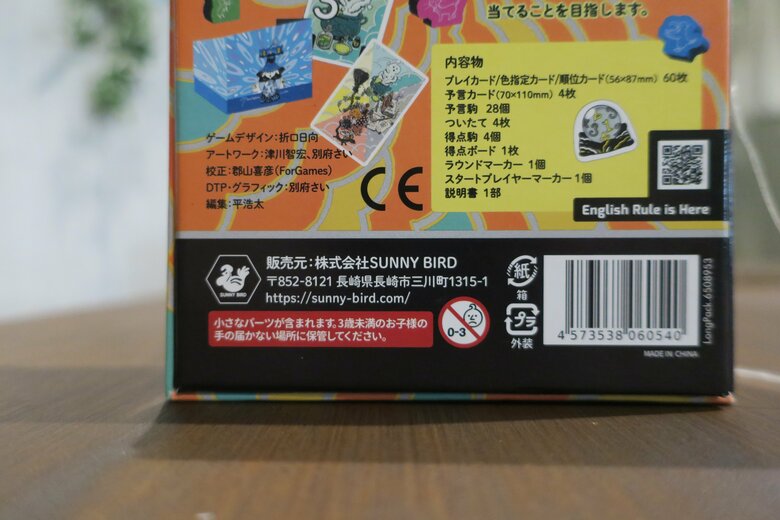 当てることを目指します。
内容物
プレイカード/色指定カード/順位カード(56×87mm) 60枚
予言カード(70×110mm) 4枚
予言駒 28個
ついたて 4枚
得点駒 4個
得点ボード 1枚
ラウンドマーカー 1個
スタートプレイヤーマーカー 1個
説明書 1部
English Rule is Here
ゲームデザイン:折口日向
アートワーク:津川智宏、別府さい
校正:郡山喜彦(ForGames)
DTP・グラフィック:別府さい
編集:平浩太
CE
SUNNY BIRD
販売元:株式会社SUNNY BIRD
〒852-8121 長崎県長崎市三川町1315-1
https://sunny-bird.com/
小さなパーツが含まれます。3歳未満のお子様の
手の届かない場所に保管してください。
0-3
紙
箱
プラ
外装
4 573538 060540
MADE IN CHINA
LongPack 6508953